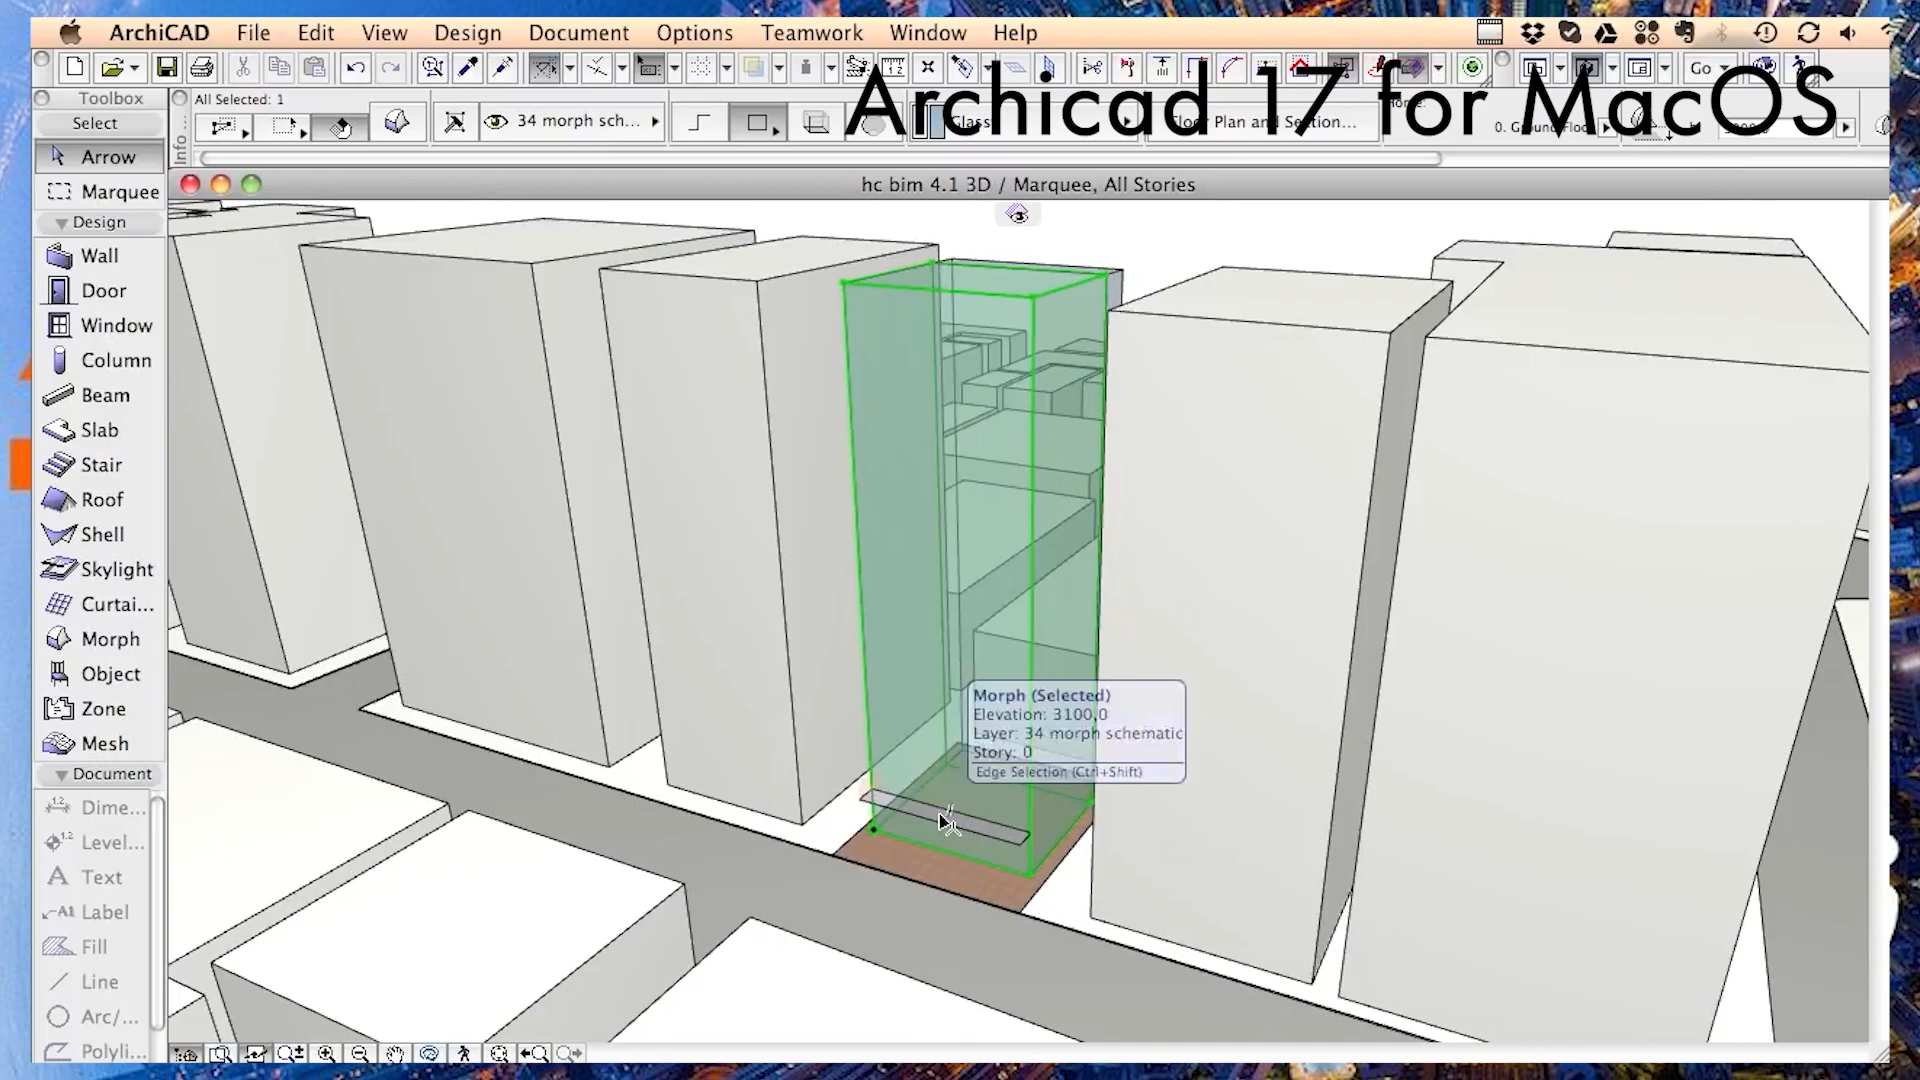 ArchiCAD File Edit View Design Document Options Teamwork Window Help
Go
Archicad 17 for MacOS
Toolbox
Select
Arrow
Marquee
Design
Wall
Door
Window
Column
Beam
Slab
Stair
Roof
Shell
Skylight
Curtai...
Morph
Object
Zone
Mesh
Document
Dime...
Level...
Text
Label
Fill
Line
Arc/...
Polyli...
Info
All Selected: 1
34 morph sch...
Floor Plan and Section...
hc bim 4.1 3D / Marquee, All Stories
Morph (Selected)
Elevation: 3100,0
Layer: 34 morph schematic
Story: 0
Edge Selection (Ctrl+Shift)